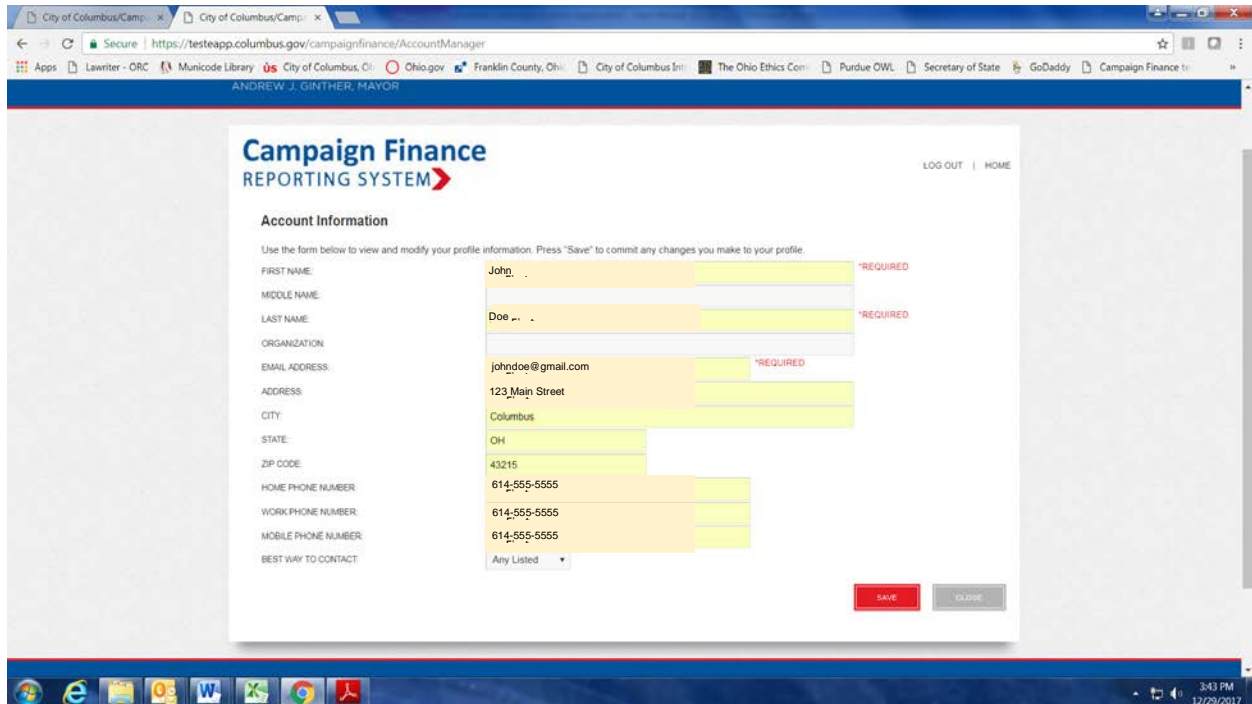 City of Columbus/Camp City of Columbus/Camp
Secure https://testeapp.columbus.gov/campaignfinance/AccountManager
Apps Lawriter - ORC Municode Library City of Columbus, O Ohio.gov Franklin County, Ohi City of Columbus Int The Ohio Ethics Com Purdue OWL Secretary of State GoDaddy Campaign Finance t »
ANDREW J. GINTHER, MAYOR
Campaign Finance
REPORTING SYSTEM
LOG OUT | HOME
Account Information
Use the form below to view and modify your profile information. Press "Save" to commit any changes you make to your profile.
FIRST NAME: John *REQUIRED
MIDDLE NAME:
LAST NAME: Doe *REQUIRED
ORGANIZATION:
EMAIL ADDRESS: johndoe@gmail.com *REQUIRED
ADDRESS: 123 Main Street
CITY: Columbus
STATE: OH
ZIP CODE: 43215
HOME PHONE NUMBER: 614-555-5555
WORK PHONE NUMBER: 614-555-5555
MOBILE PHONE NUMBER: 614-555-5555
BEST WAY TO CONTACT: Any Listed
SAVE CLOSE
3:43 PM
12/29/2017